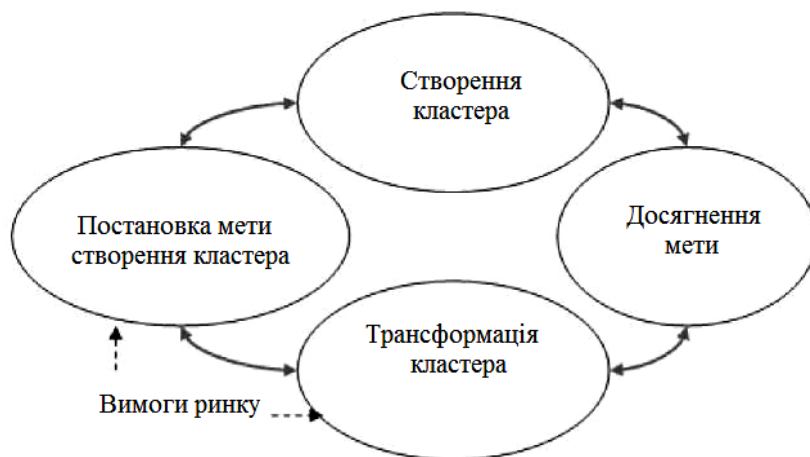 Створення
кластера
Постановка мети
створення кластера
Досягнення
мети
Трансформація
кластера
Вимоги ринку